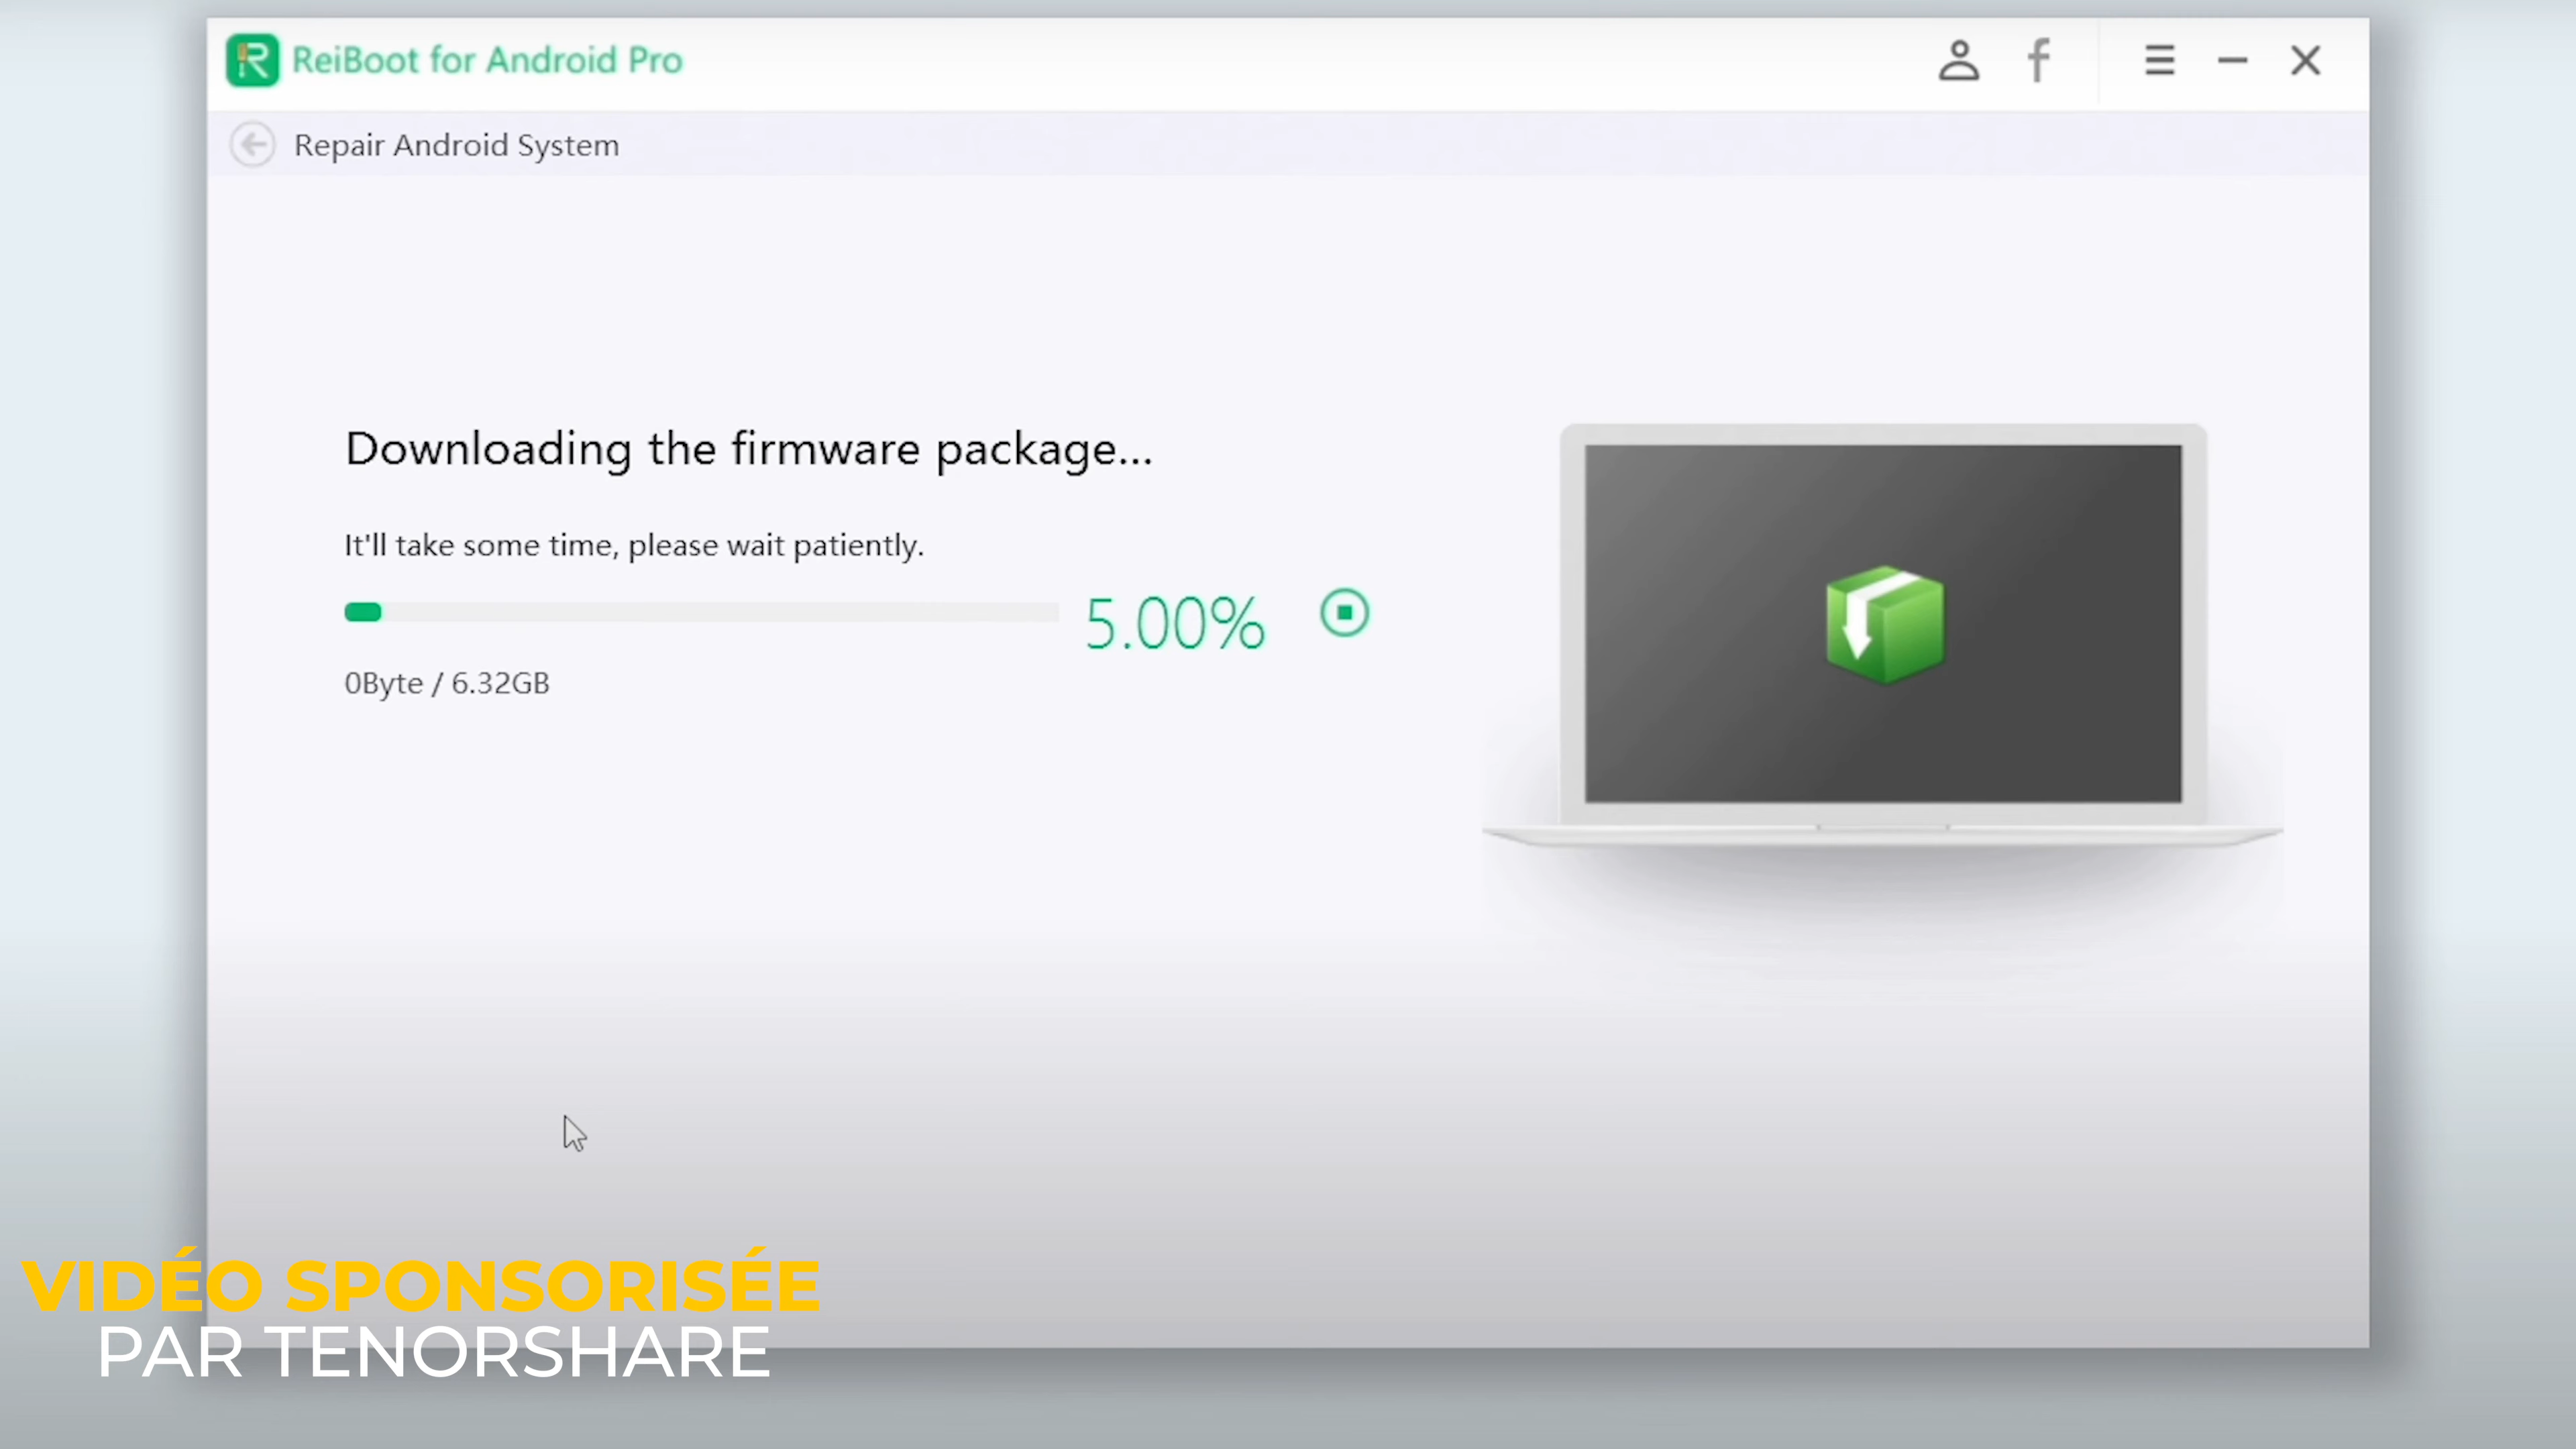 ReiBoot for Android Pro
Repair Android System
Downloading the firmware package...
It'll take some time, please wait patiently.
5.00%
0Byte / 6.32GB
VIDÉO SPONSORISÉE
PAR TENORSHARE